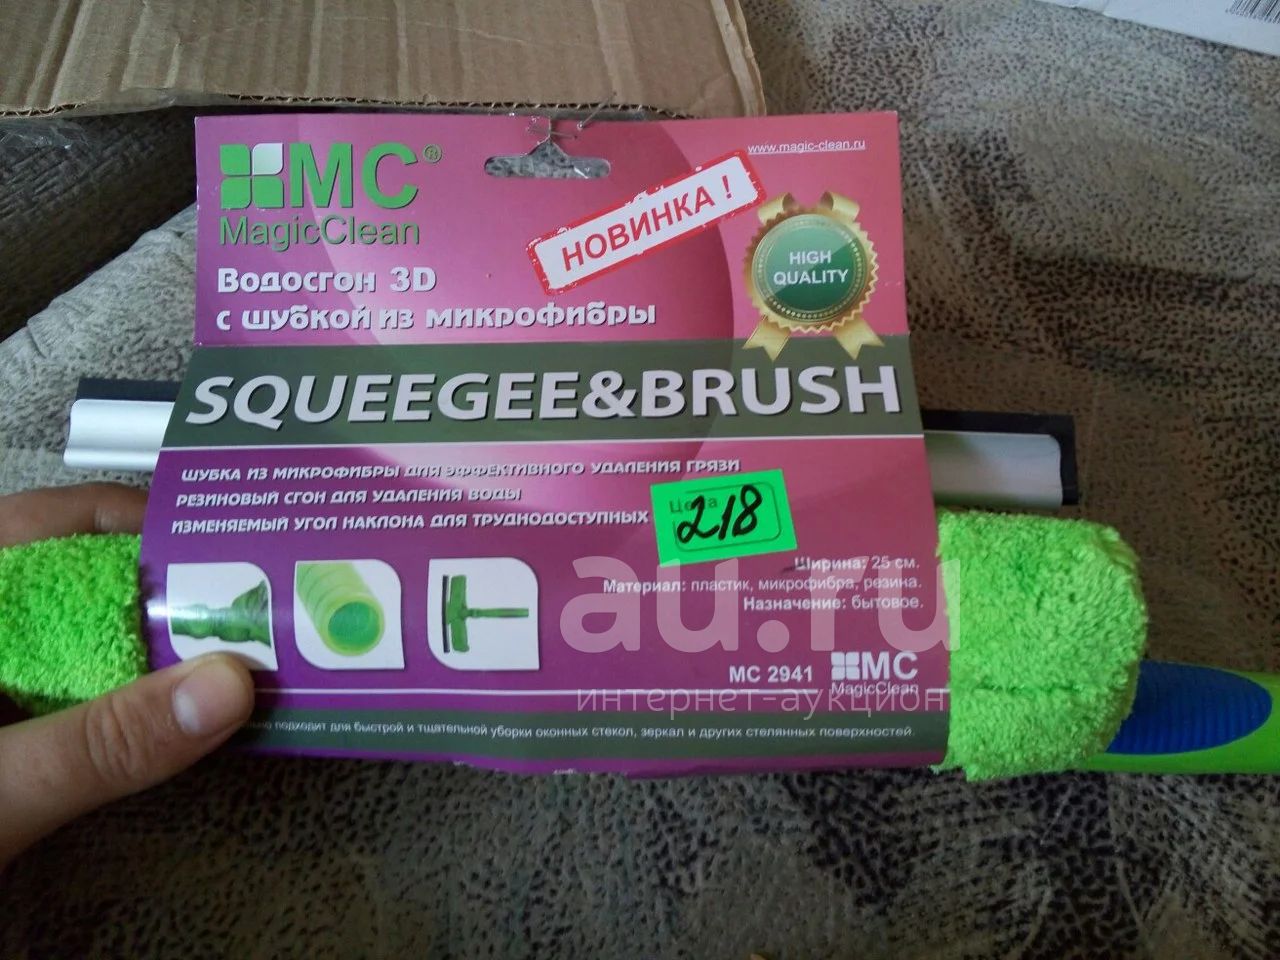 MC®
MagicClean
www.magic-clean.ru
НОВИНКА !
HIGH
QUALITY
Водосгон 3D
с шубкой из микрофибры
SQUEEGEE&BRUSH
ШУБКА ИЗ МИКРОФИБРЫ ДЛЯ ЭФФЕКТИВНОГО УДАЛЕНИЯ ГРЯЗИ
РЕЗИНОВЫЙ СГОН ДЛЯ УДАЛЕНИЯ ВОДЫ
ИЗМЕНЯЕМЫЙ УГОЛ НАКЛОНА ДЛЯ ТРУДНОДОСТУПНЫХ
Цена
218
Ширина: 25 см.
Материал: пластик, микрофибра, резина.
Назначение: бытовое.
au.ru
интернет-аукцион
MC 2941
MC
MagicClean
подходит для быстрой и тщательной уборки оконных стекол, зеркал и других стелянных поверхностей.